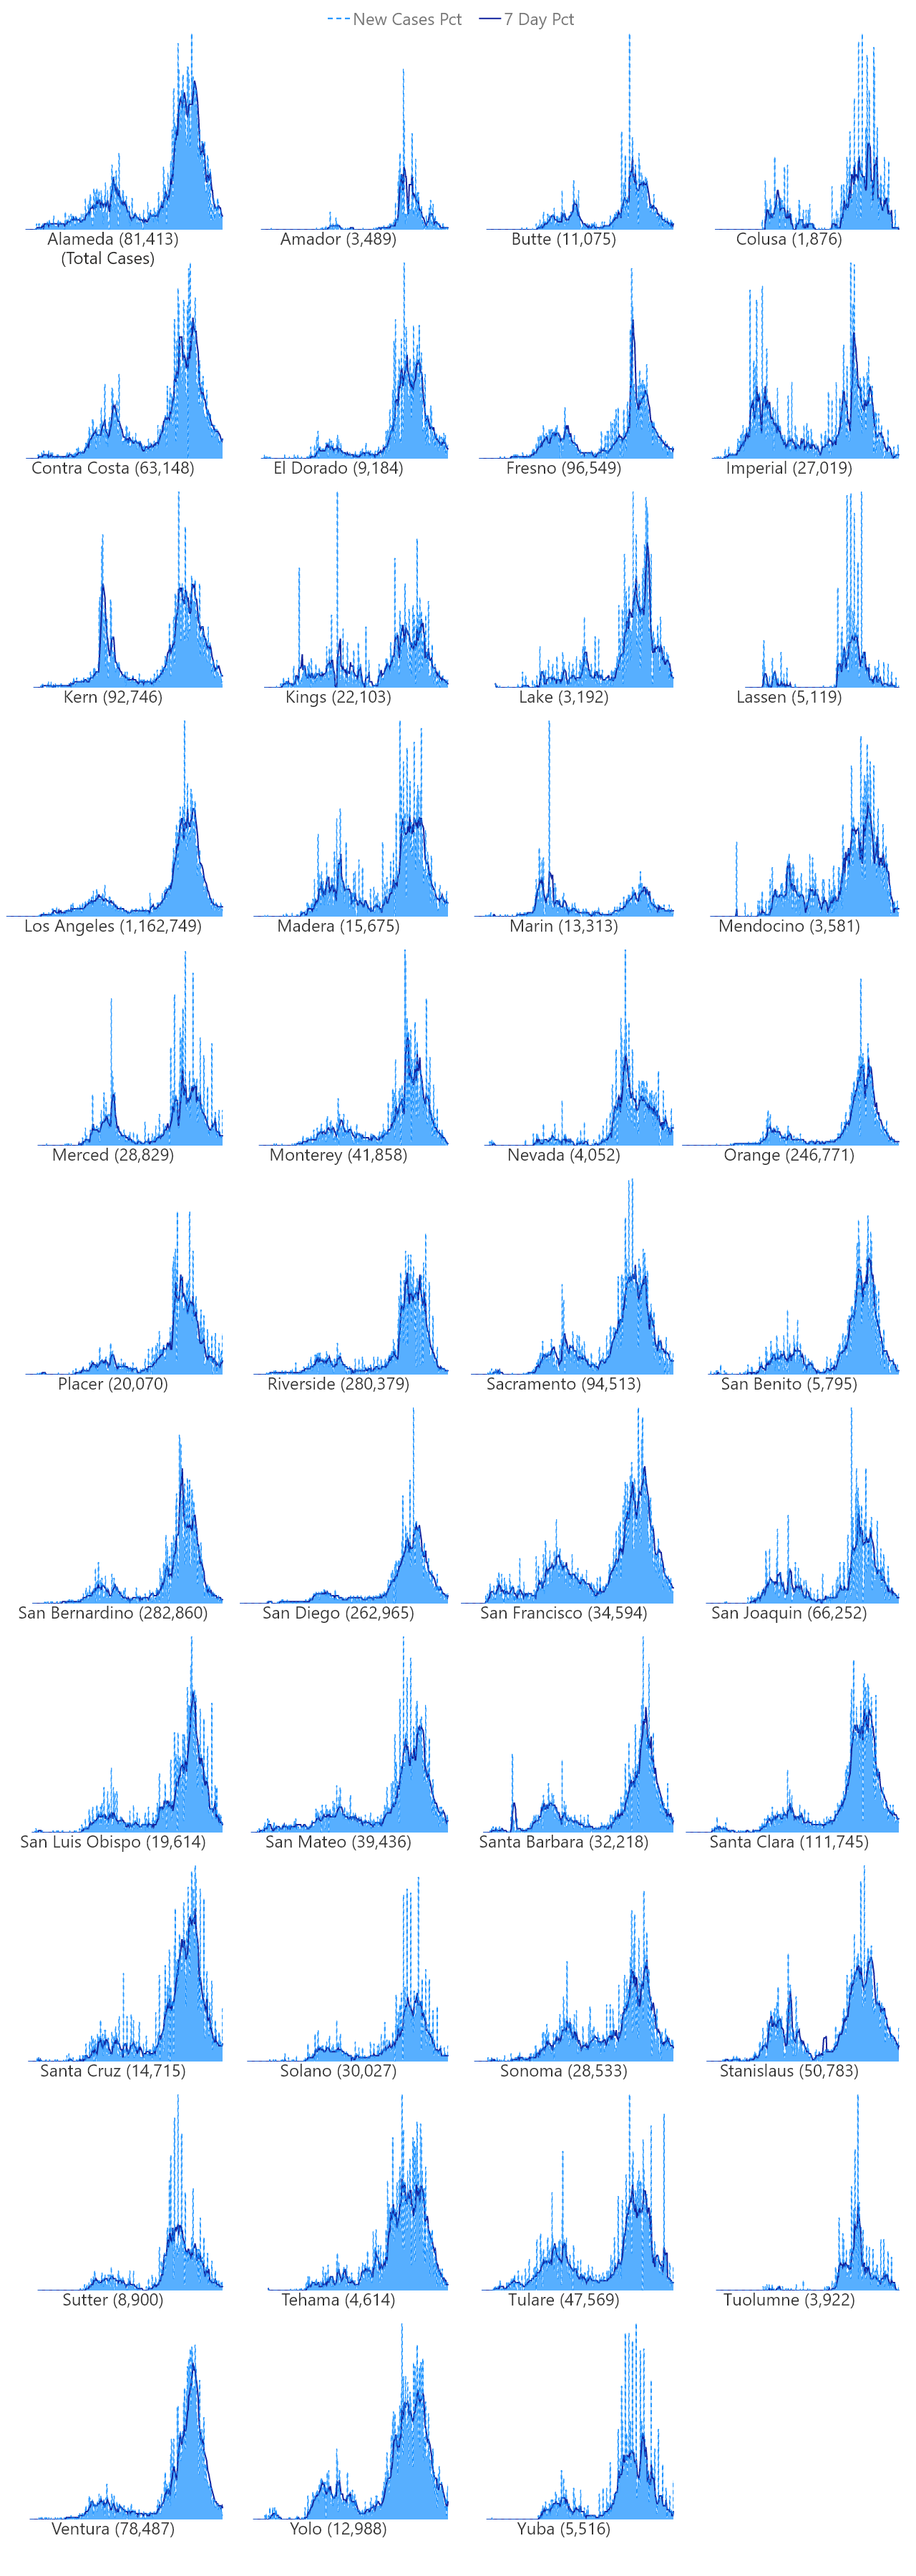 New Cases Pct 7 Day Pct
Alameda (81,413) Amador (3,489) Butte (11,075) Colusa (1,876)
(Total Cases)
Contra Costa (63,148) El Dorado (9,184) Fresno (96,549) Imperial (27,019)
Kern (92,746) Kings (22,103) Lake (3,192) Lassen (5,119)
Los Angeles (1,162,749) Madera (15,675) Marin (13,313) Mendocino (3,581)
Merced (28,829) Monterey (41,858) Nevada (4,052) Orange (246,771)
Placer (20,070) Riverside (280,379) Sacramento (94,513) San Benito (5,795)
San Bernardino (282,860) San Diego (262,965) San Francisco (34,594) San Joaquin (66,252)
San Luis Obispo (19,614) San Mateo (39,436) Santa Barbara (32,218) Santa Clara (111,745)
Santa Cruz (14,715) Solano (30,027) Sonoma (28,533) Stanislaus (50,783)
Sutter (8,900) Tehama (4,614) Tulare (47,569) Tuolumne (3,922)
Ventura (78,487) Yolo (12,988) Yuba (5,516)